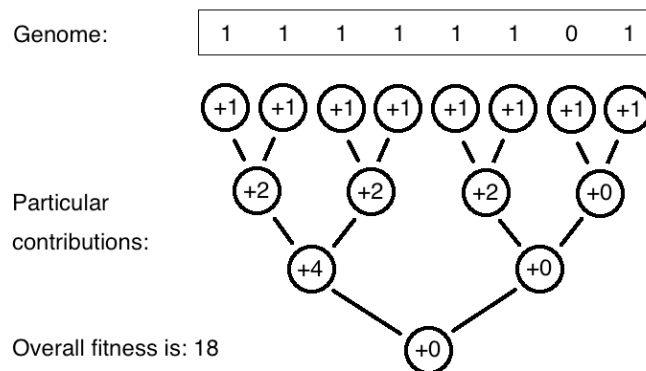 Genome: 1 1 1 1 1 1 0 1
+1 +1 +1 +1 +1 +1 +1 +1
+2 +2 +2 +0
Particular
contributions:
+4 +0
Overall fitness is: 18 +0